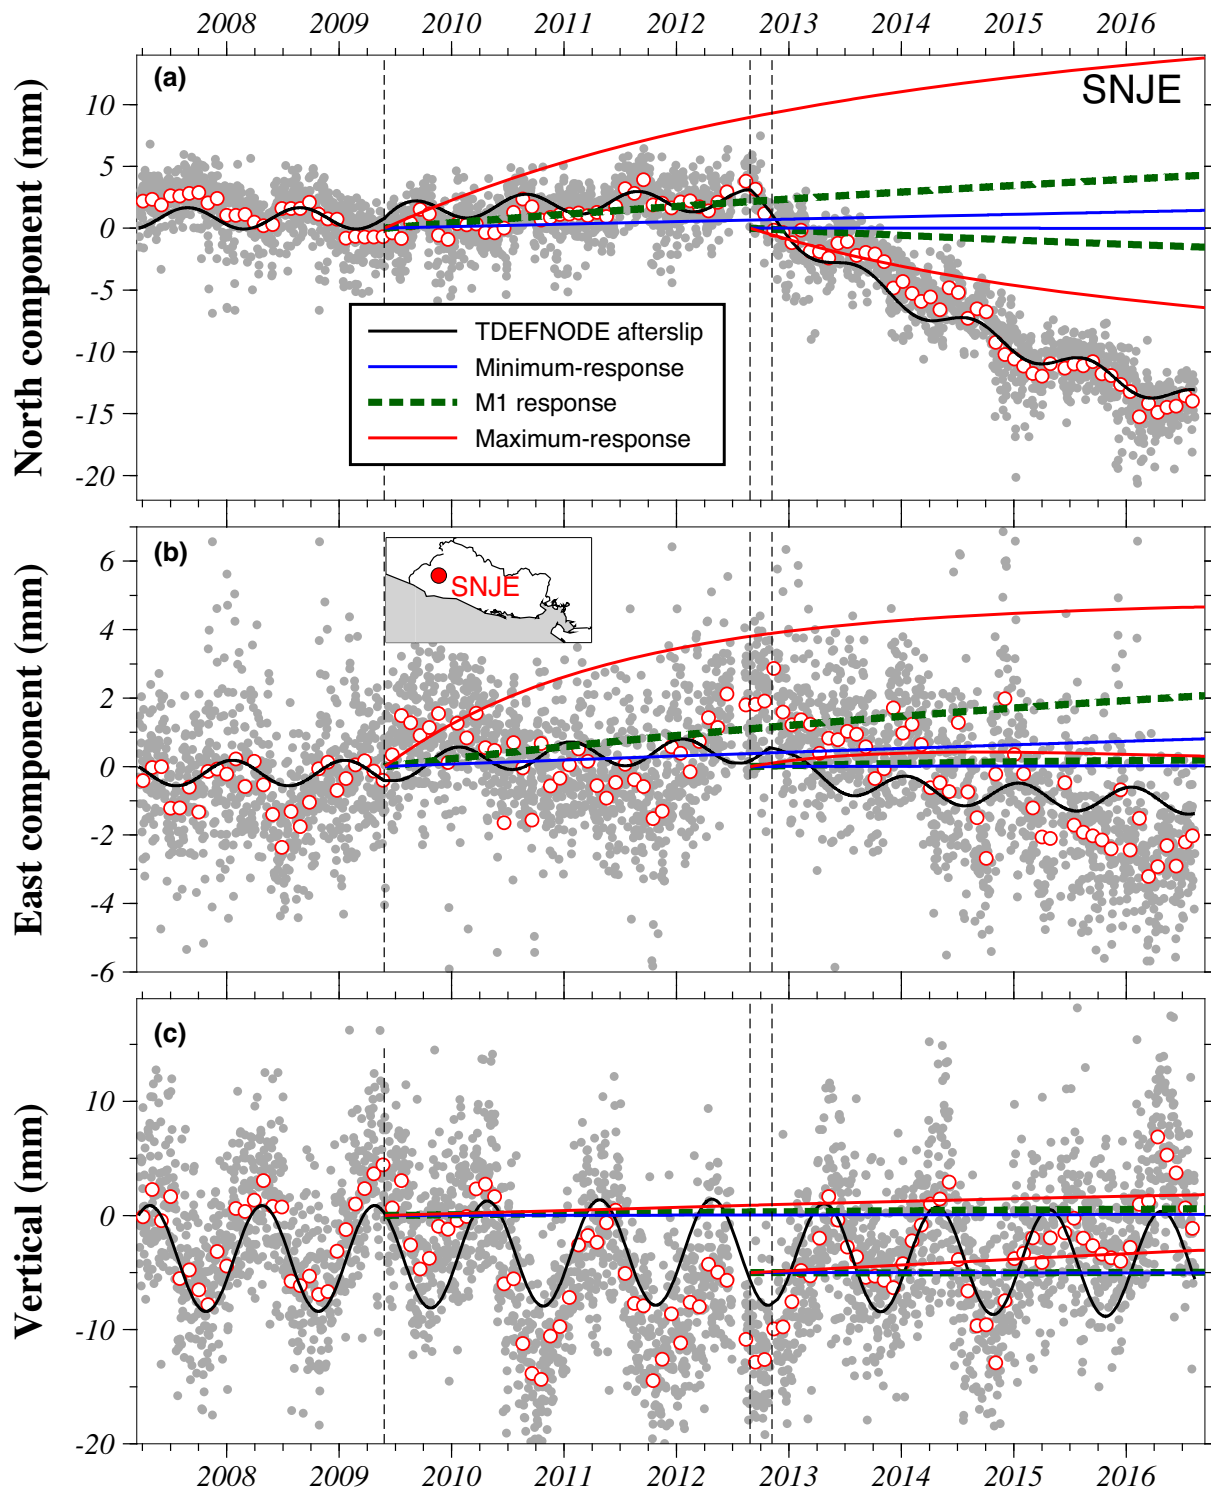 2008 2009 2010 2011 2012 2013 2014 2015 2016
(a)
SNJE
North component (mm)
10
5
0
-5
-10
-15
-20
TDEFNODE afterslip
Minimum-response
M1 response
Maximum-response
(b)
SNJE
East component (mm)
6
4
2
0
-2
-4
-6
(c)
Vertical (mm)
10
0
-10
-20
2008 2009 2010 2011 2012 2013 2014 2015 2016